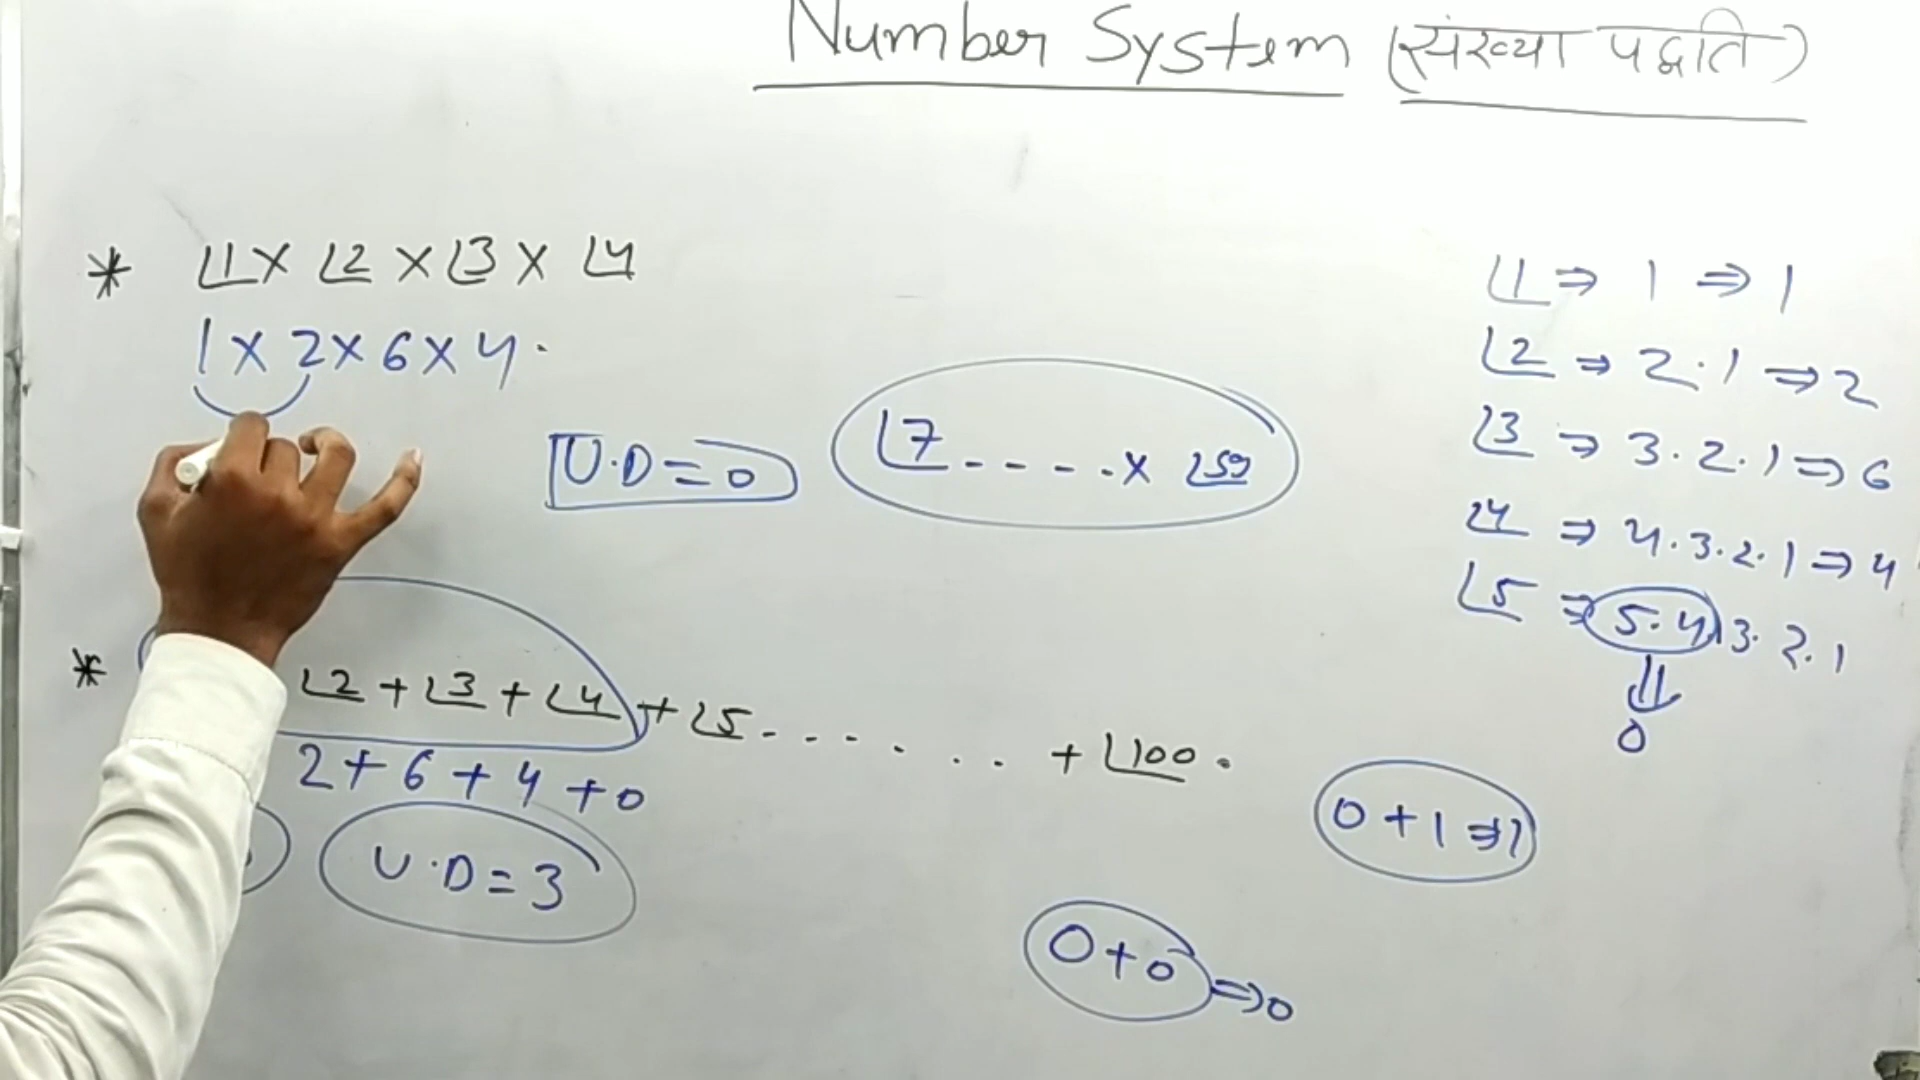 Number System (संख्या पद्धति)
* ∟1 × ∟2 × ∟3 × ∟4
1 × 2 × 6 × 4 .
U.D = 0
∟7 - - - - . × ∟59
∟1 ⇒ 1 ⇒ 1
∟2 ⇒ 2.1 ⇒ 2
∟3 ⇒ 3.2.1 ⇒ 6
∟4 ⇒ 4.3.2.1 ⇒ 4
∟5 ⇒ 5.4.3.2.1
⇓
0
* ∟2 + ∟3 + ∟4 + ∟5 - - - - . . . + ∟100 .
2 + 6 + 4 + 0
U.D = 3
0 + 1 ⇒ 1
0 + 0 ⇒ 0